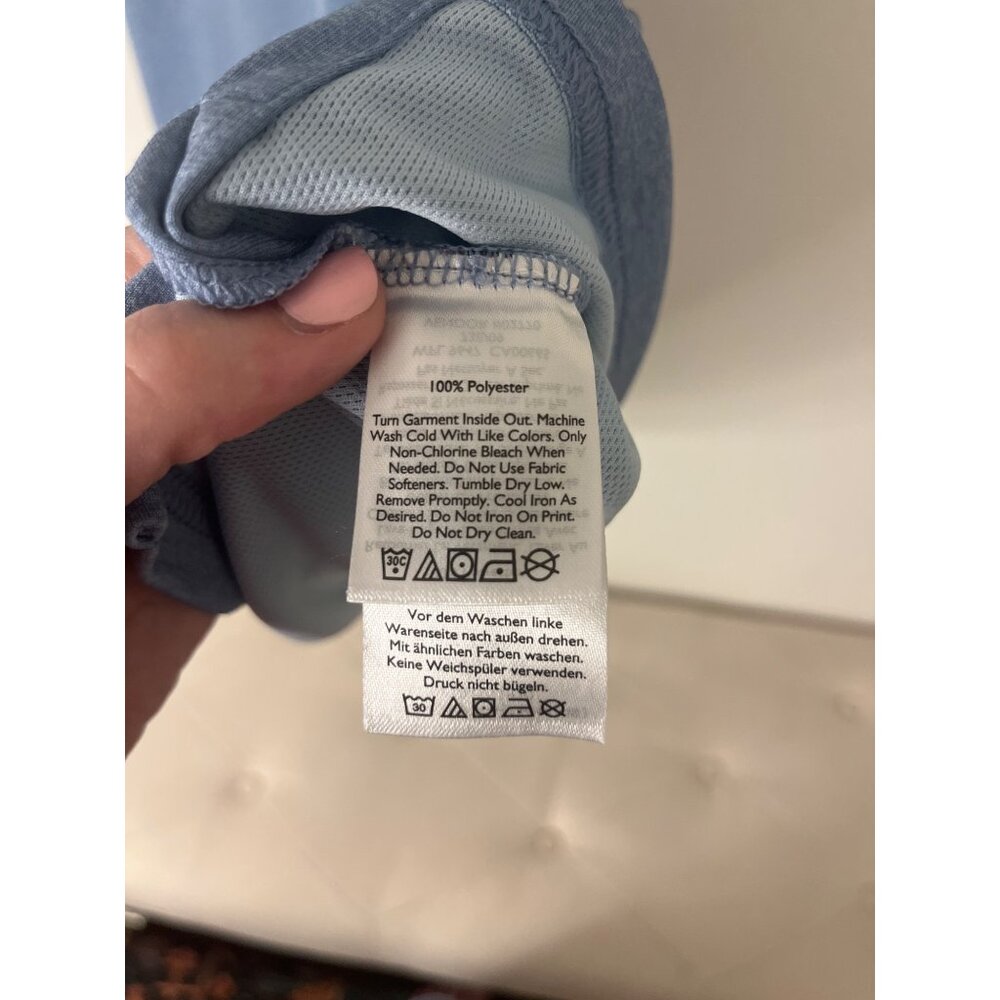 100% Polyester
Turn Garment Inside Out. Machine
Wash Cold With Like Colors. Only
Non-Chlorine Bleach When
Needed. Do Not Use Fabric
Softeners. Tumble Dry Low.
Remove Promptly. Cool Iron As
Desired. Do Not Iron On Print.
Do Not Dry Clean.
30C
Vor dem Waschen linke
Warenseite nach außen drehen.
Mit ähnlichen Farben waschen.
Keine Weichspüler verwenden.
Druck nicht bügeln.
30